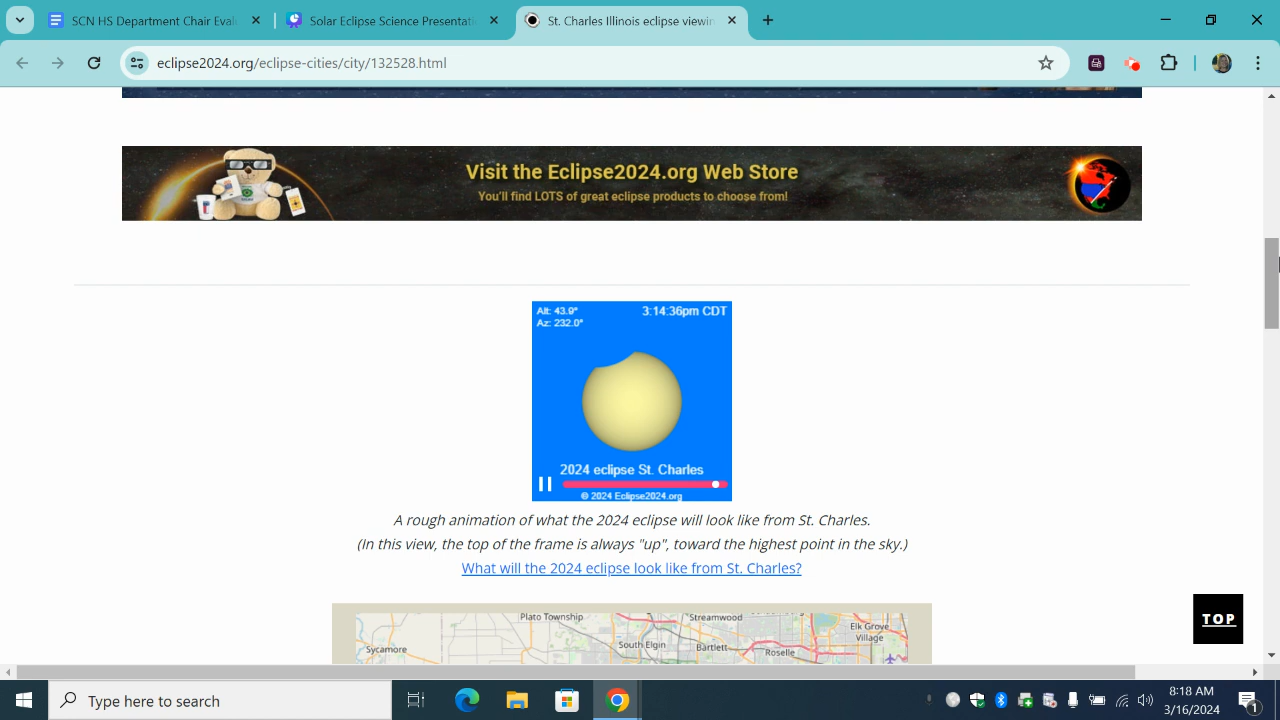 SCN HS Department Chair Eval
Solar Eclipse Science Presentati
St. Charles Illinois eclipse viewin
eclipse2024.org/eclipse-cities/city/132528.html
Visit the Eclipse2024.org Web Store
You'll find LOTS of great eclipse products to choose from!
Alt: 43.9°
3:14:36pm CDT
Az: 232.0°
2024 eclipse St. Charles
© 2024 Eclipse2024.org
A rough animation of what the 2024 eclipse will look like from St. Charles.
(In this view, the top of the frame is always "up", toward the highest point in the sky.)
What will the 2024 eclipse look like from St. Charles?
TOP
Plato Township
Streamwood
Elk Grove
Village
South Elgin
Bartlett
Roselle
Sycamore
Type here to search
8:18 AM
3/16/2024
1